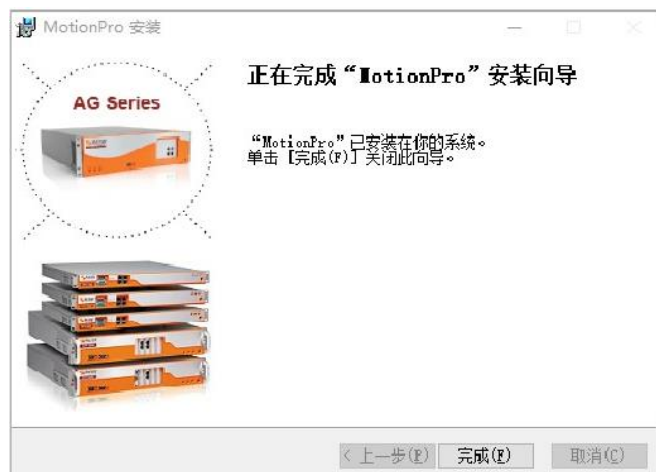 MotionPro 安装
AG Series
正在完成“MotionPro”安装向导
“MotionPro”已安装在你的系统。
单击 [完成(F)] 关闭此向导。
< 上一步(P)
完成(F)
取消(C)